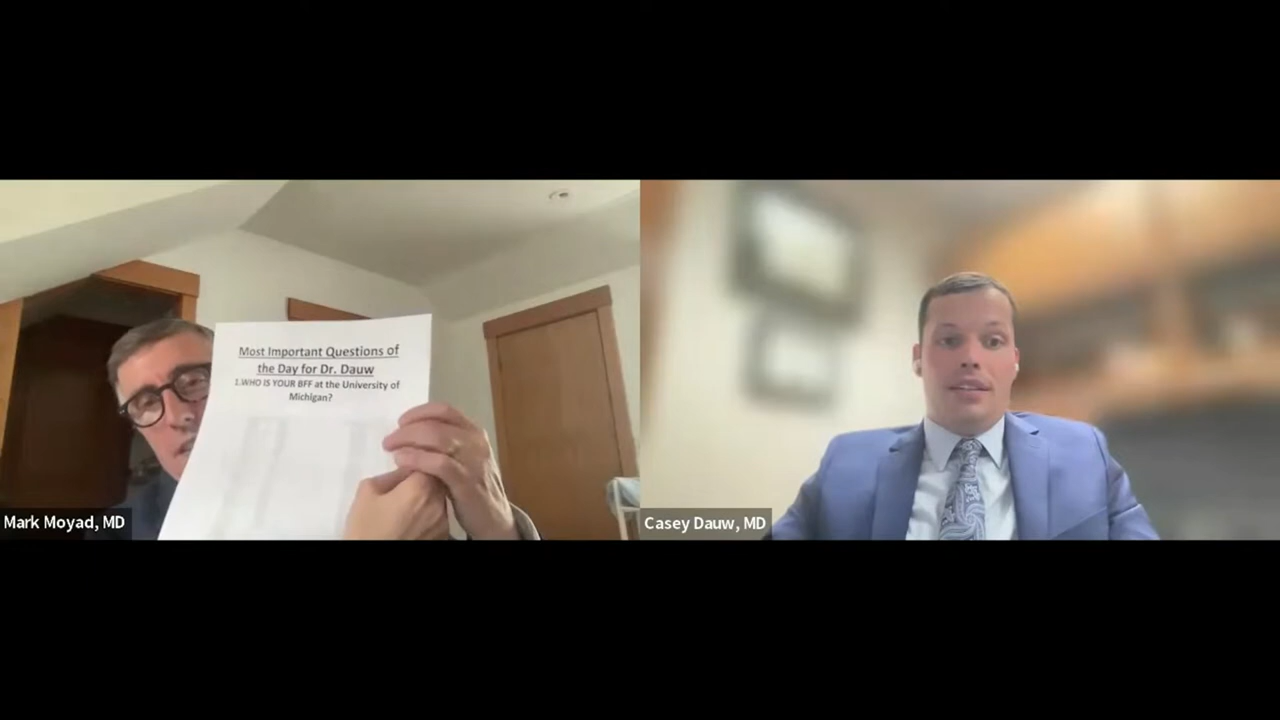 Most Important Questions of
the Day for Dr. Dauw
1.WHO IS YOUR BFF at the University of
Michigan?
Mark Moyad, MD
Casey Dauw, MD